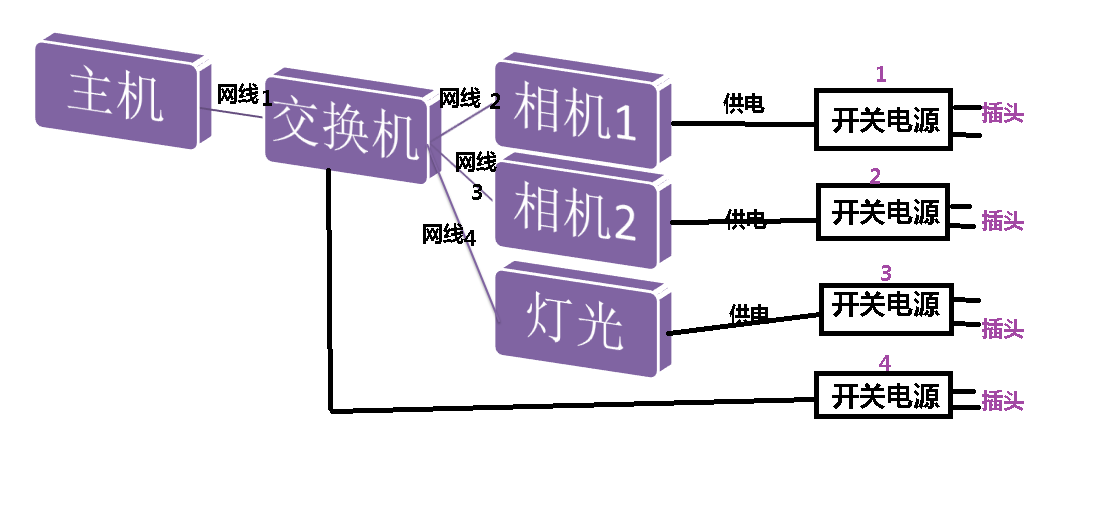 主机
网线1
交换机
网线 2
相机1
供电
1
开关电源
插头
网线
3
相机2
供电
2
开关电源
插头
网线4
灯光
供电
3
开关电源
插头
4
开关电源
插头